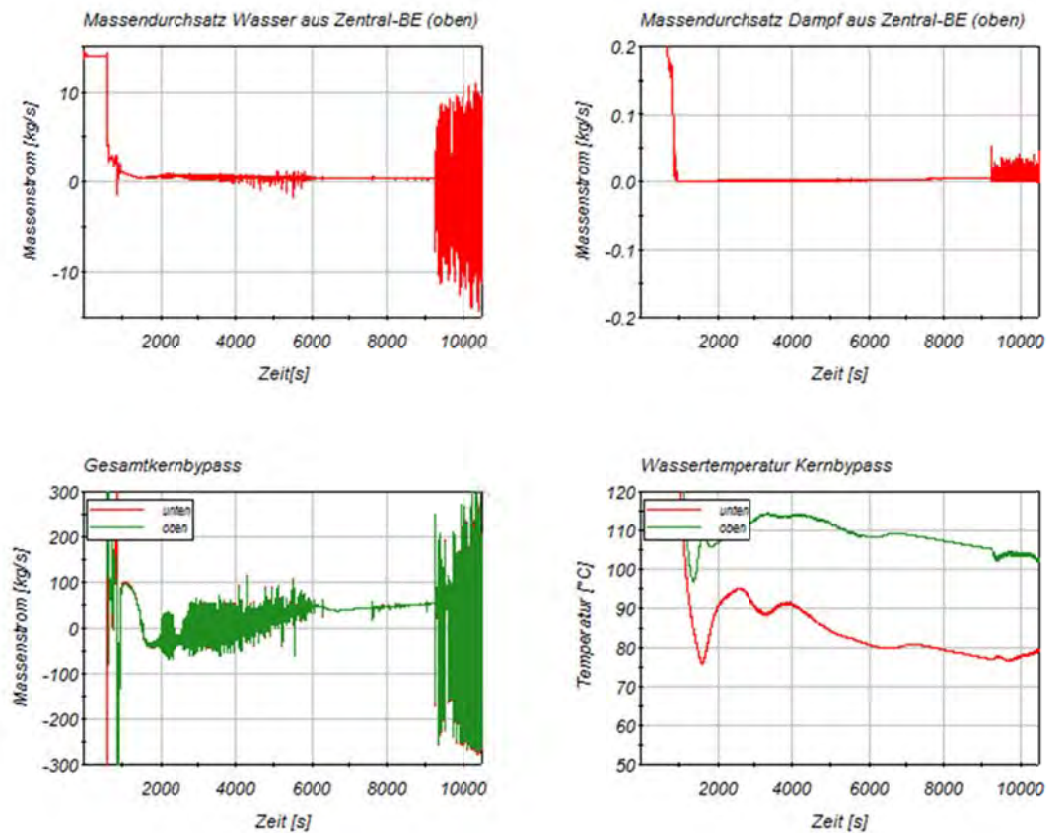 Massendurchsatz Wasser aus Zentral-BE (oben)
Massenstrom [kg/s]
10
0
-10
2000 4000 6000 8000 10000
Zeit[s]
Massendurchsatz Dampf aus Zentral-BE (oben)
Massenstrom [kg/s]
0.2
0.1
0.0
-0.1
-0.2
2000 4000 6000 8000 10000
Zeit [s]
Gesamtkernbypass
Massenstrom [kg/s]
300
200
100
0
-100
-200
-300
unten
oben
2000 4000 6000 8000 10000
Zeit [s]
Wassertemperatur Kernbypass
Temperatur [°C]
120
110
100
90
80
70
60
50
unten
oben
2000 4000 6000 8000 10000
Zeit [s]